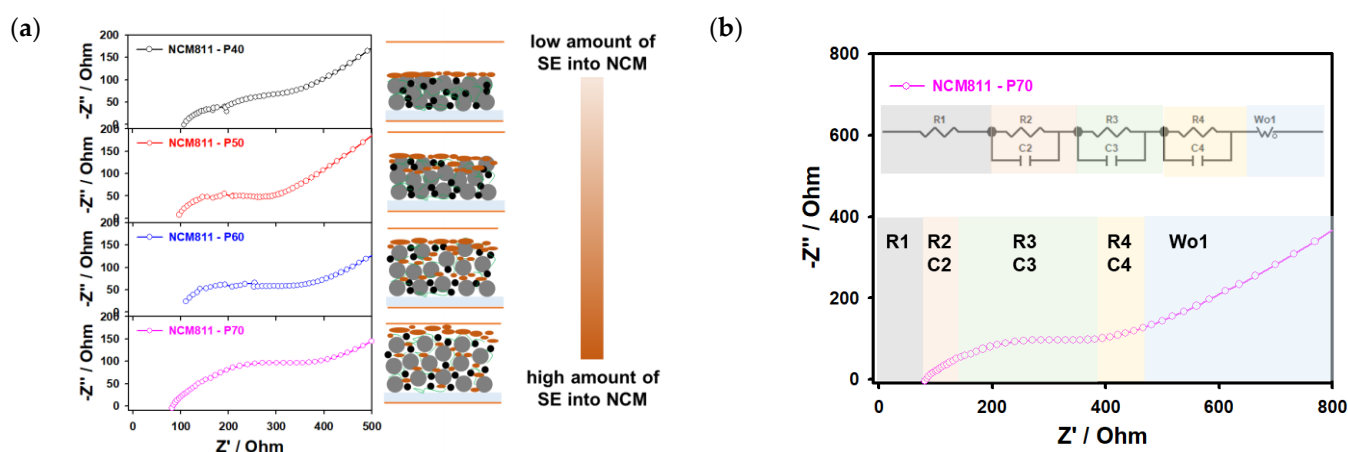 (a)
200
150
100
50
0
NCM811 - P40
200
150
100
50
0
NCM811 - P50
200
150
100
50
0
NCM811 - P60
200
150
100
50
0
NCM811 - P70
-Z'' / Ohm
-Z'' / Ohm
-Z'' / Ohm
-Z'' / Ohm
0 100 200 300 400 500
Z' / Ohm
low amount of
SE into NCM
high amount of
SE into NCM
(b)
800
600
400
200
0
-Z'' / Ohm
NCM811 - P70
R1 R2 R3 R4 Wo1
C2 C3 C4
R1 R2 R3 R4 Wo1
C2 C3 C4
0 200 400 600 800
Z' / Ohm